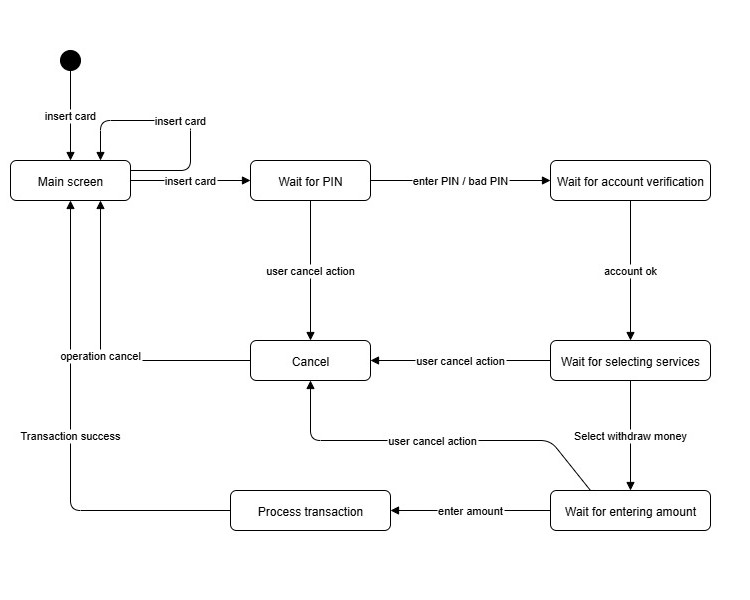 insert card
insert card
Main screen
insert card
Wait for PIN
enter PIN / bad PIN
Wait for account verification
user cancel action
account ok
operation cancel
Cancel
user cancel action
Wait for selecting services
Transaction success
user cancel action
Select withdraw money
Process transaction
enter amount
Wait for entering amount